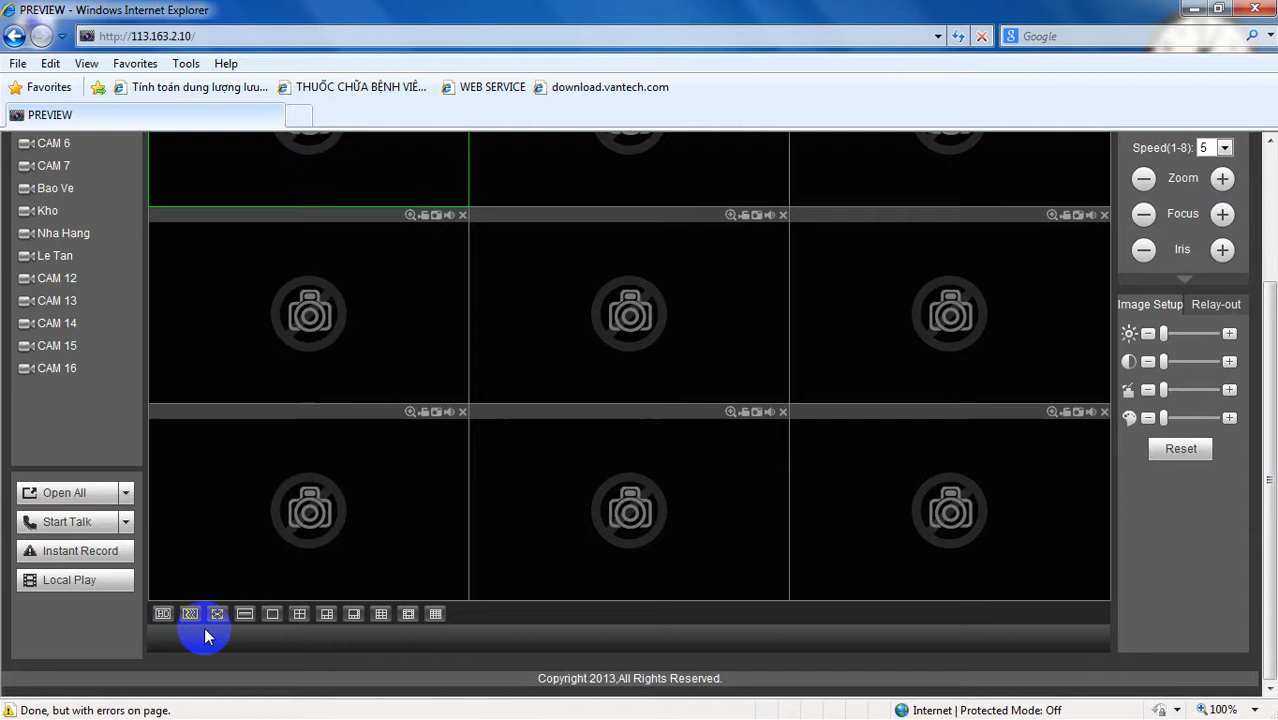 PREVIEW - Windows Internet Explorer
http://113.163.2.10/
Google
File Edit View Favorites Tools Help
Favorites Tính toán dung lượng lưu... THUỐC CHỮA BỆNH VIÊ... WEB SERVICE download.vantech.com
PREVIEW
CAM 6
CAM 7
Bao Ve
Kho
Nha Hang
Le Tan
CAM 12
CAM 13
CAM 14
CAM 15
CAM 16
Open All
Start Talk
Instant Record
Local Play
HD
Speed(1-8): 5
Zoom
Focus
Iris
Image Setup Relay-out
Reset
Copyright 2013,All Rights Reserved.
Done, but with errors on page. Internet | Protected Mode: Off 100%